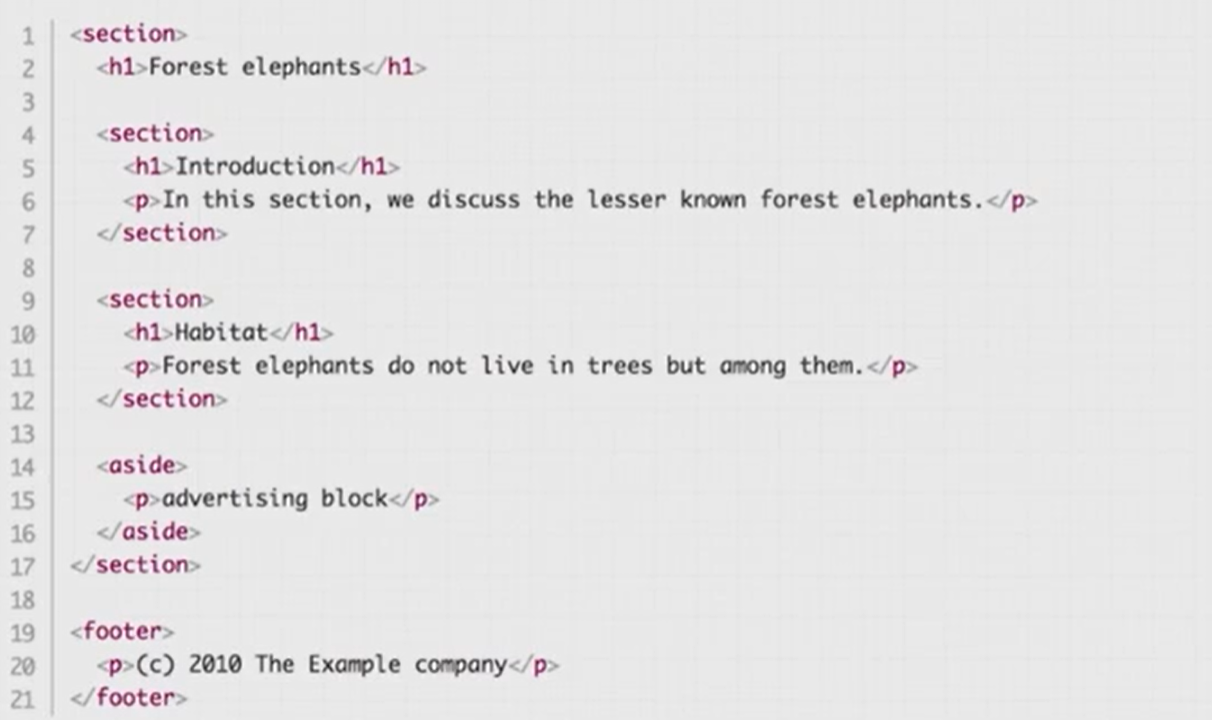 1 <section>
2   <h1>Forest elephants</h1>
3
4   <section>
5     <h1>Introduction</h1>
6     <p>In this section, we discuss the lesser known forest elephants.</p>
7   </section>
8
9   <section>
10     <h1>Habitat</h1>
11     <p>Forest elephants do not live in trees but among them.</p>
12   </section>
13
14   <aside>
15     <p>advertising block</p>
16   </aside>
17 </section>
18
19 <footer>
20   <p>(c) 2010 The Example company</p>
21 </footer>